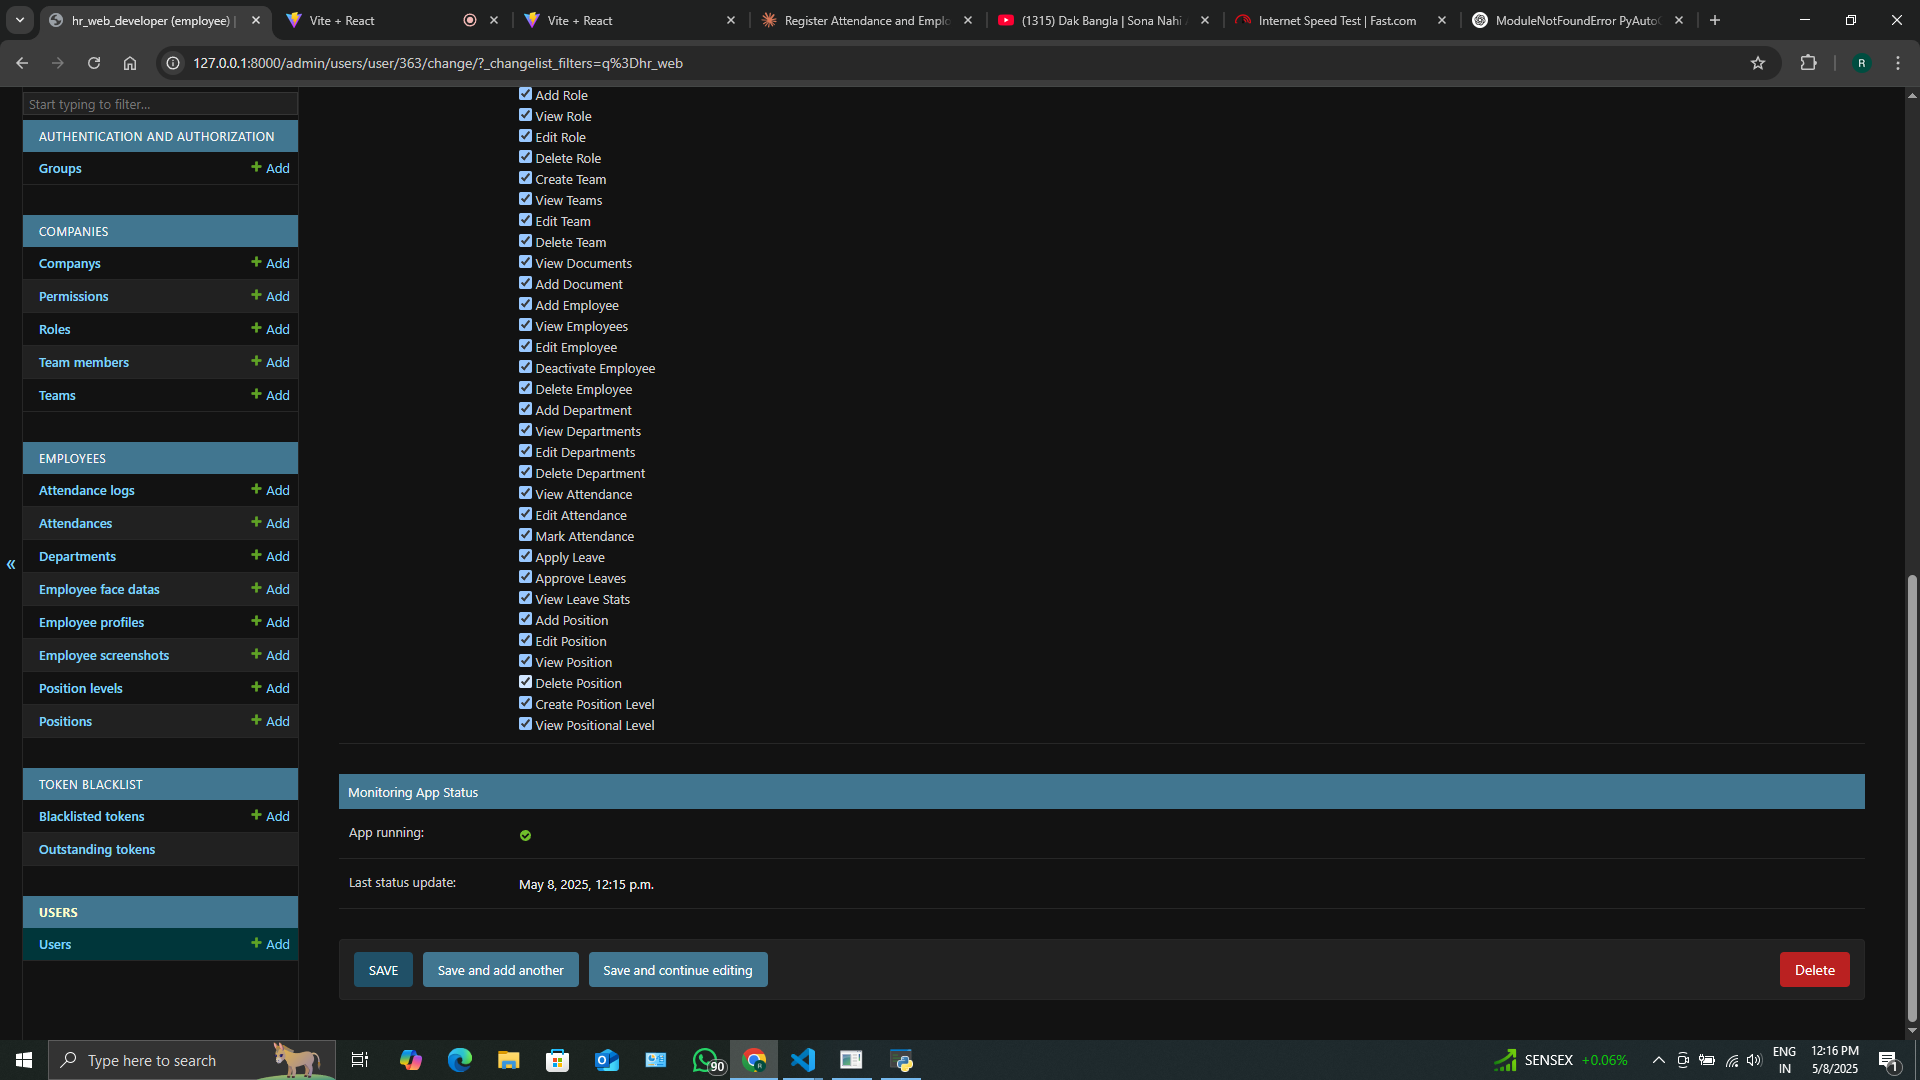 hr_web_developer (employee) |
Vite + React
Vite + React
Register Attendance and Emplo
(1315) Dak Bangla | Sona Nahi
Internet Speed Test | Fast.com
ModuleNotFoundError PyAuto
127.0.0.1:8000/admin/users/user/363/change/?_changelist_filters=q%3Dhr_web
R
Start typing to filter...
AUTHENTICATION AND AUTHORIZATION
Groups
+ Add
COMPANIES
Companys
+ Add
Permissions
+ Add
Roles
+ Add
Team members
+ Add
Teams
+ Add
EMPLOYEES
Attendance logs
+ Add
Attendances
+ Add
Departments
+ Add
Employee face datas
+ Add
Employee profiles
+ Add
Employee screenshots
+ Add
Position levels
+ Add
Positions
+ Add
TOKEN BLACKLIST
Blacklisted tokens
+ Add
Outstanding tokens
USERS
Users
+ Add
«
Add Role
View Role
Edit Role
Delete Role
Create Team
View Teams
Edit Team
Delete Team
View Documents
Add Document
Add Employee
View Employees
Edit Employee
Deactivate Employee
Delete Employee
Add Department
View Departments
Edit Departments
Delete Department
View Attendance
Edit Attendance
Mark Attendance
Apply Leave
Approve Leaves
View Leave Stats
Add Position
Edit Position
View Position
Delete Position
Create Position Level
View Positional Level
Monitoring App Status
App running:
Last status update:
May 8, 2025, 12:15 p.m.
SAVE
Save and add another
Save and continue editing
Delete
Type here to search
90
SENSEX +0.06%
ENG
IN
12:16 PM
5/8/2025
1